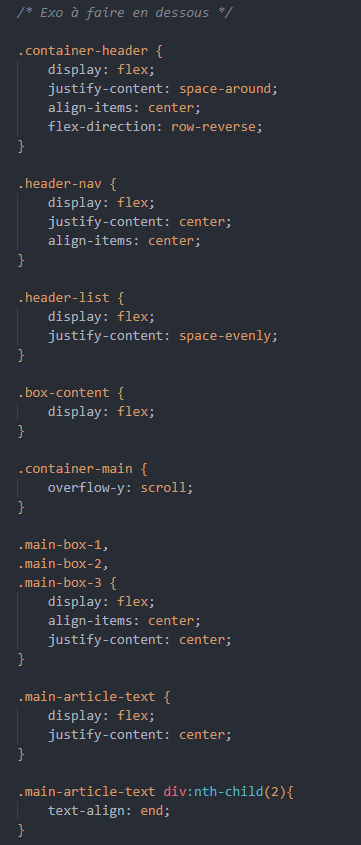 /* Exo à faire en dessous */

.container-header {
    display: flex;
    justify-content: space-around;
    align-items: center;
    flex-direction: row-reverse;
}

.header-nav {
    display: flex;
    justify-content: center;
    align-items: center;
}

.header-list {
    display: flex;
    justify-content: space-evenly;
}

.box-content {
    display: flex;
}

.container-main {
    overflow-y: scroll;
}

.main-box-1,
.main-box-2,
.main-box-3 {
    display: flex;
    align-items: center;
    justify-content: center;
}

.main-article-text {
    display: flex;
    justify-content: center;
}

.main-article-text div:nth-child(2){
    text-align: end;
}